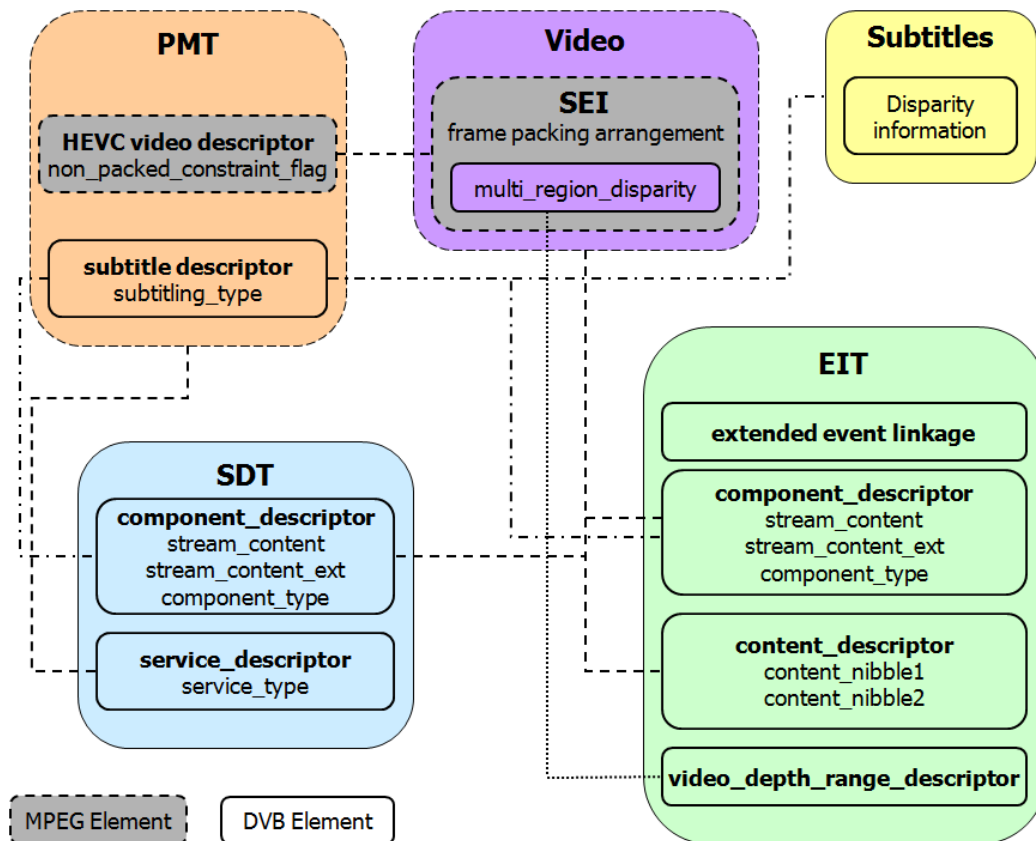 PMT
HEVC video descriptor
non_packed_constraint_flag
subtitle descriptor
subtitling_type
Video
SEI
frame packing arrangement
multi_region_disparity
Subtitles
Disparity
information
SDT
component_descriptor
stream_content
stream_content_ext
component_type
service_descriptor
service_type
EIT
extended event linkage
component_descriptor
stream_content
stream_content_ext
component_type
content_descriptor
content_nibble1
content_nibble2
video_depth_range_descriptor
MPEG Element
DVB Element